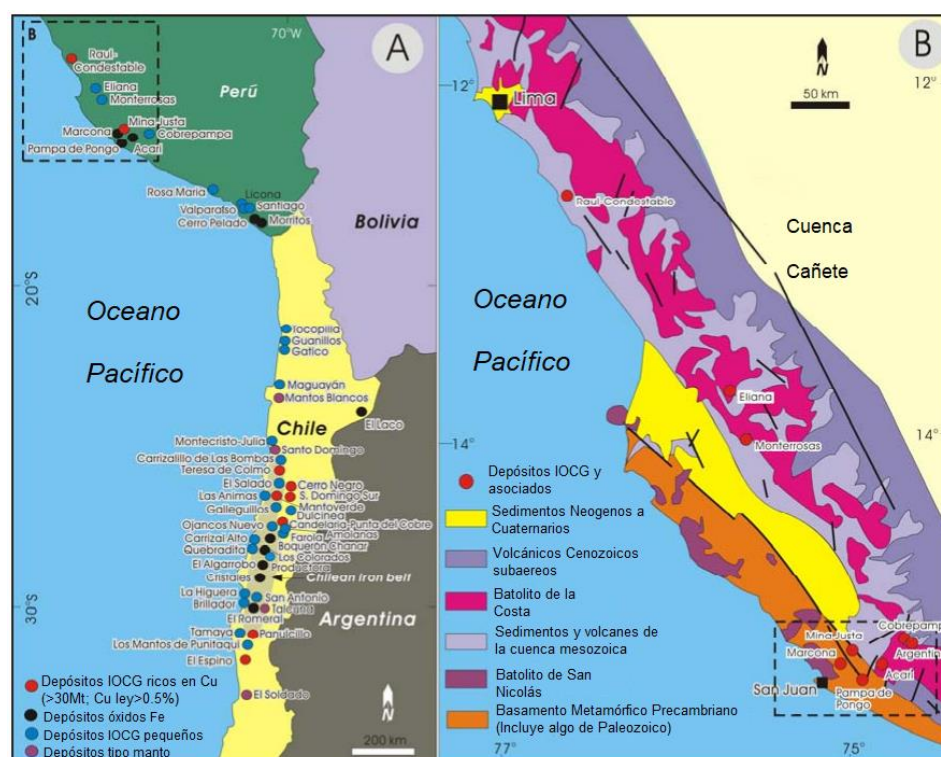 B
70°W
A
Raul-
Condestable
Eliana
Monterrosas
Perú
Mina-Justa
Marcona
Cobrepampa
Pampa de Pongo
Acarí
Rosa María
Licona
Santiago
Valparaíso
Cerro Pelado
Morritos
Bolivia
20°S
Oceano
Pacífico
Tocopilla
Guanillos
Gatico
Maguayán
Mantos Blancos
El Laco
Chile
Montecristo-Julia
Santo Domingo
Carrizalillo de Las Bombas
Teresa de Colmo
El Salado
Cerro Negro
Las Animas
S. Domingo Sur
Galleguillos
Mantoverde
Dulcinea
Ojancos Nuevo
Candelaria-Punta del Cobre
Carrizal Alto
Farola
Amolanas
Quebradita
Boquerón Chañar
Los Colorados
El Algarrobo
Productora
Cristales
Chilean iron belt
La Higuera
San Antonio
Brillador
Talcuna
30°S
El Romeral
Argentina
Tamaya
Panulcillo
Los Mantos de Punitaqui
El Espino
El Soldado
Depósitos IOCG ricos en Cu
(>30Mt; Cu ley>0.5%)
Depósitos óxidos Fe
Depósitos IOCG pequeños
Depósitos tipo manto
N
200 km
B
N
50 km
12°
12°
Lima
Raul-Condestable
Cuenca
Cañete
Oceano
Pacífico
Eliana
Monterrosas
14°
14°
Depósitos IOCG y
asociados
Sedimentos Neogenos a
Cuaternarios
Volcánicos Cenozoicos
subaereos
Batolito de la
Costa
Sedimentos y volcanes de
la cuenca mesozoica
Batolito de San
Nicolás
Basamento Metamórfico Precambriano
(Incluye algo de Paleozoico)
Cobrepamp
Mina-Justa
Argentin
Marcona
Acarí
San Juan
Pampa de
Pongo
77
75